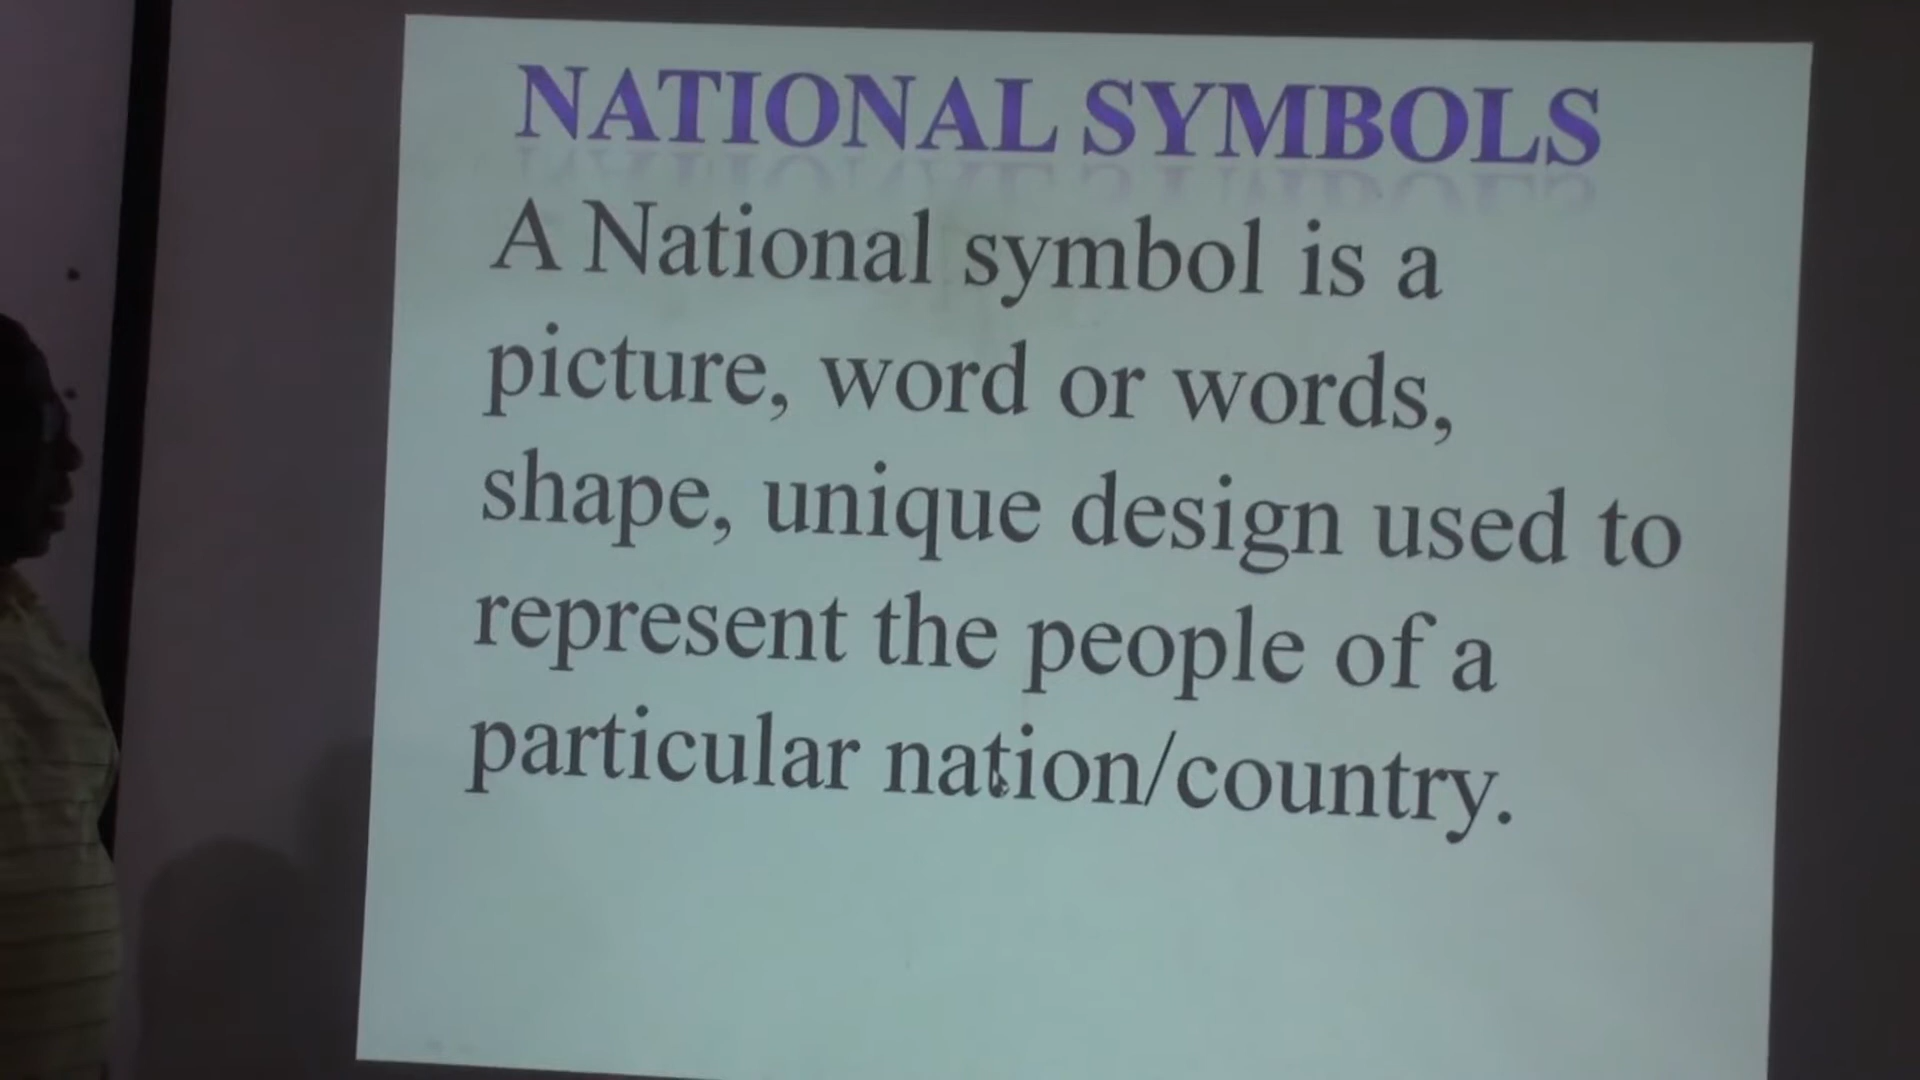 NATIONAL SYMBOLS
A National symbol is a
picture, word or words,
shape, unique design used to
represent the people of a
particular nation/country.